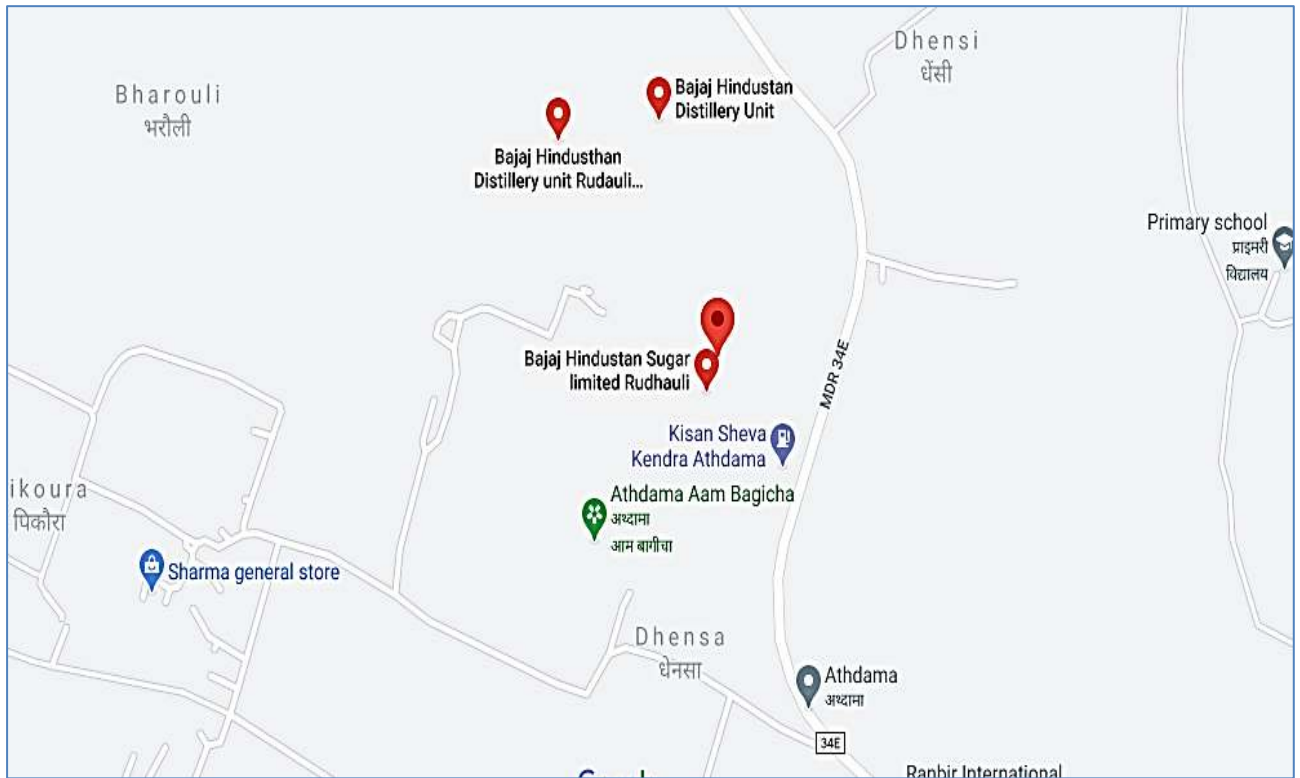 Dhensi
धेंसी
Bharouli
भरौली
Bajaj Hindustan
Distillery Unit
Bajaj Hindusthan
Distillery unit Rudauli...
Primary school
प्राइमरी
विद्यालय
Bajaj Hindustan Sugar
limited Rudhauli
MDR 34E
Kisan Sheva
Kendra Athdama
ikoura
पिकौरा
Athdama Aam Bagicha
अथ्दामा
आम बागीचा
Sharma general store
Dhensa
धेनसा
Athdama
अथ्दामा
34E
Ranbir International